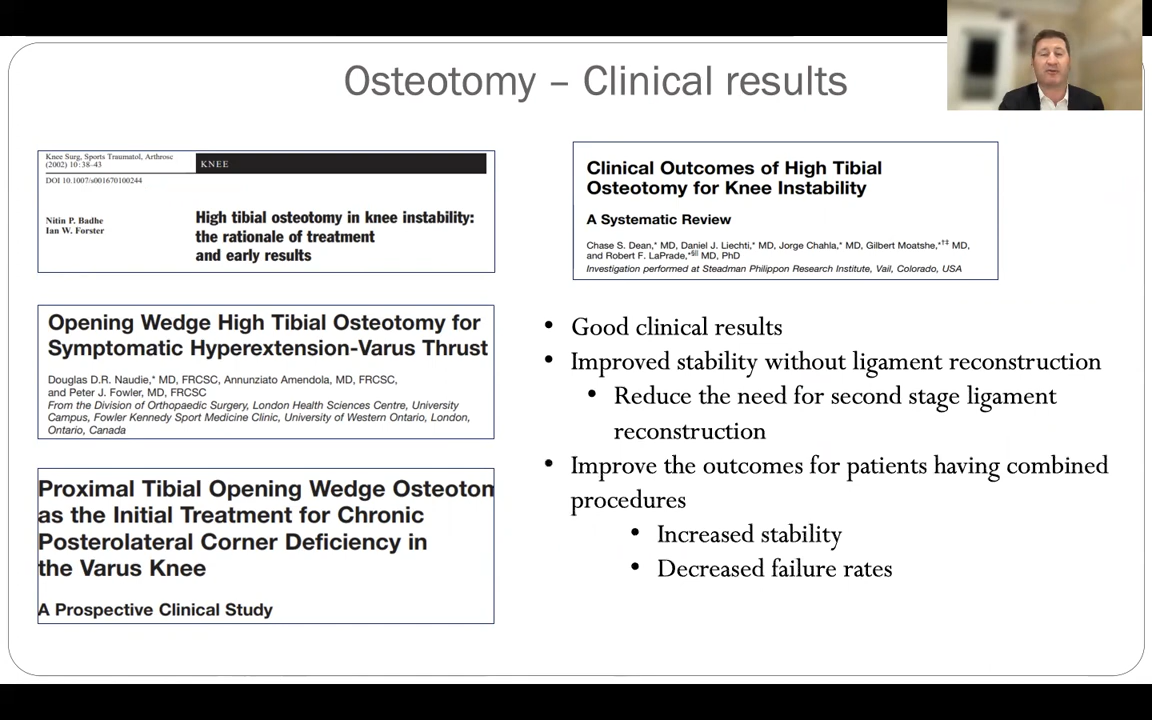 Osteotomy – Clinical results
Knee Surg, Sports Traumatol, Arthrosc
(2002) 10: 38–43
KNEE
DOI 10.1007/s001670100244
Nitin P. Badhe
Ian W. Forster
High tibial osteotomy in knee instability:
the rationale of treatment
and early results
Opening Wedge High Tibial Osteotomy for
Symptomatic Hyperextension-Varus Thrust
Douglas D.R. Naudie,* MD, FRCSC, Annunziato Amendola, MD, FRCSC,
and Peter J. Fowler, MD, FRCSC
From the Division of Orthopaedic Surgery, London Health Sciences Centre, University
Campus, Fowler Kennedy Sport Medicine Clinic, University of Western Ontario, London,
Ontario, Canada
Proximal Tibial Opening Wedge Osteotom
as the Initial Treatment for Chronic
Posterolateral Corner Deficiency in
the Varus Knee
A Prospective Clinical Study
Clinical Outcomes of High Tibial
Osteotomy for Knee Instability
A Systematic Review
Chase S. Dean,* MD, Daniel J. Liechti,* MD, Jorge Chahla,* MD, Gilbert Moatshe,*†‡ MD,
and Robert F. LaPrade,*§|| MD, PhD
Investigation performed at Steadman Philippon Research Institute, Vail, Colorado, USA
• Good clinical results
• Improved stability without ligament reconstruction
• Reduce the need for second stage ligament
reconstruction
• Improve the outcomes for patients having combined
procedures
• Increased stability
• Decreased failure rates